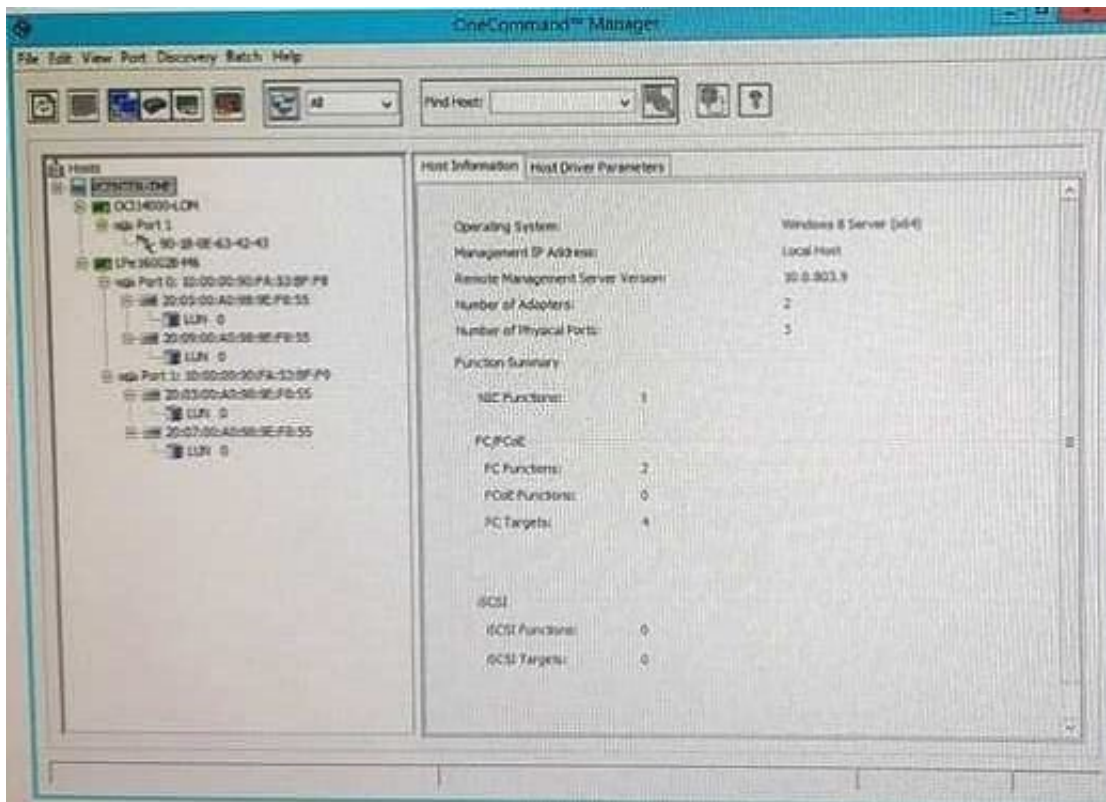 OneCommand™ Manager
File Edit View Port Discovery Batch Help
All
Find Host:
Hosts
OCl14000-LOM
Port 1
90-1B-0E-63-42-43
LPe16002B-M6
Port 0: 10:00:00:90:FA:53:BF:F8
20:05:00:A0:98:9E:F8:55
LUN 0
20:09:00:A0:98:9E:F8:55
LUN 0
Port 1: 10:00:00:90:FA:53:BF:F9
20:03:00:A0:98:9E:F8:55
LUN 0
20:07:00:A0:98:9E:F8:55
LUN 0
Host Information Host Driver Parameters
Operating System: Windows 8 Server (x64)
Management IP Address: Local Host
Remote Management Server Version: 10.0.803.9
Number of Adapters: 2
Number of Physical Ports: 3
Function Summary
NIC Functions: 1
FC/FCoE
FC Functions: 2
FCoE Functions: 0
FC Targets: 4
iSCSI
iSCSI Functions: 0
iSCSI Targets: 0